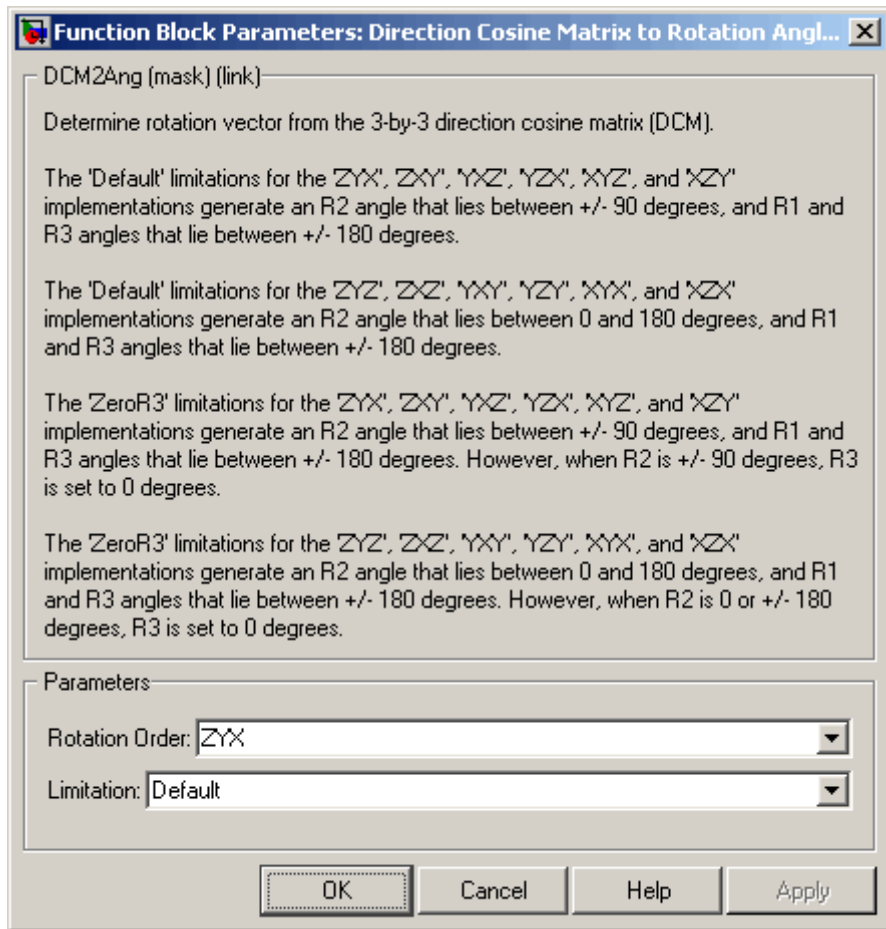 Function Block Parameters: Direction Cosine Matrix to Rotation Angl...
DCM2Ang (mask) (link)
Determine rotation vector from the 3-by-3 direction cosine matrix (DCM).
The 'Default' limitations for the 'ZYX', 'ZXY', 'YXZ', 'YZX', 'XYZ', and 'XZY'
implementations generate an R2 angle that lies between +/- 90 degrees, and R1 and
R3 angles that lie between +/- 180 degrees.
The 'Default' limitations for the 'ZYZ', 'ZXZ', 'YXY', 'YZY', 'XYX', and 'XZX'
implementations generate an R2 angle that lies between 0 and 180 degrees, and R1
and R3 angles that lie between +/- 180 degrees.
The 'ZeroR3' limitations for the 'ZYX', 'ZXY', 'YXZ', 'YZX', 'XYZ', and 'XZY'
implementations generate an R2 angle that lies between +/- 90 degrees, and R1 and
R3 angles that lie between +/- 180 degrees. However, when R2 is +/- 90 degrees, R3
is set to 0 degrees.
The 'ZeroR3' limitations for the 'ZYZ', 'ZXZ', 'YXY', 'YZY', 'XYX', and 'XZX'
implementations generate an R2 angle that lies between 0 and 180 degrees, and R1
and R3 angles that lie between +/- 180 degrees. However, when R2 is 0 or +/- 180
degrees, R3 is set to 0 degrees.
Parameters
Rotation Order: ZYX
Limitation: Default
OK Cancel Help Apply